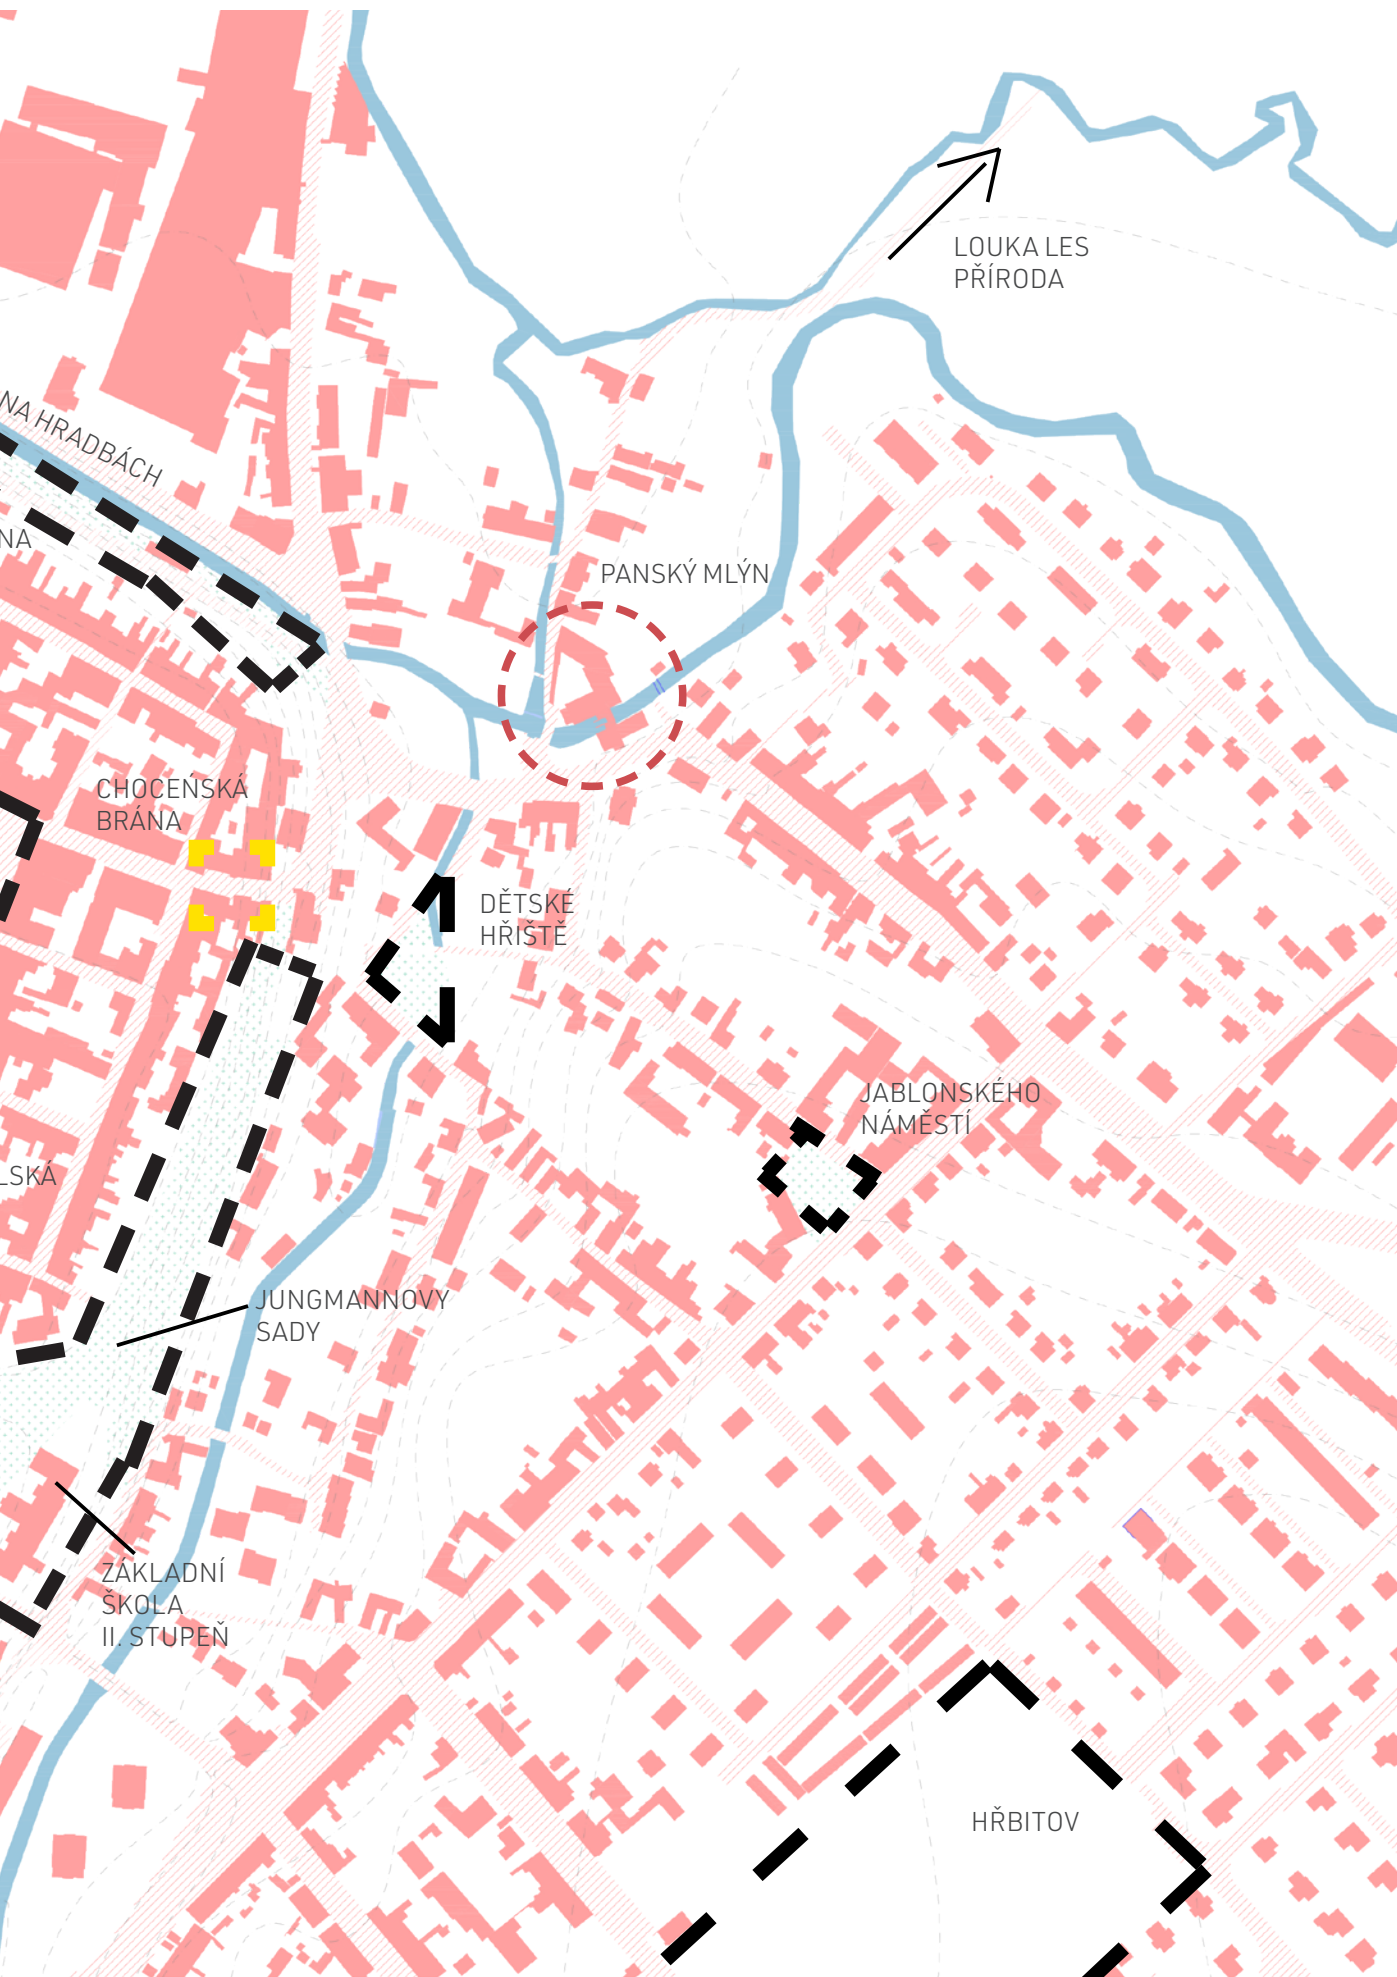 LOUKA LES
PŘÍRODA
NA HRADBÁCH
NA
PANSKÝ MLÝN
CHOCEŃSKÁ
BRÁNA
DĚTSKÉ
HŘIŠTĚ
JABLONSKÉHO
NÁMĚSTÍ
LSKÁ
JUNGMANNOVY
SADY
ZÁKLADNÍ
ŠKOLA
II. STUPEŇ
HŘBITOV